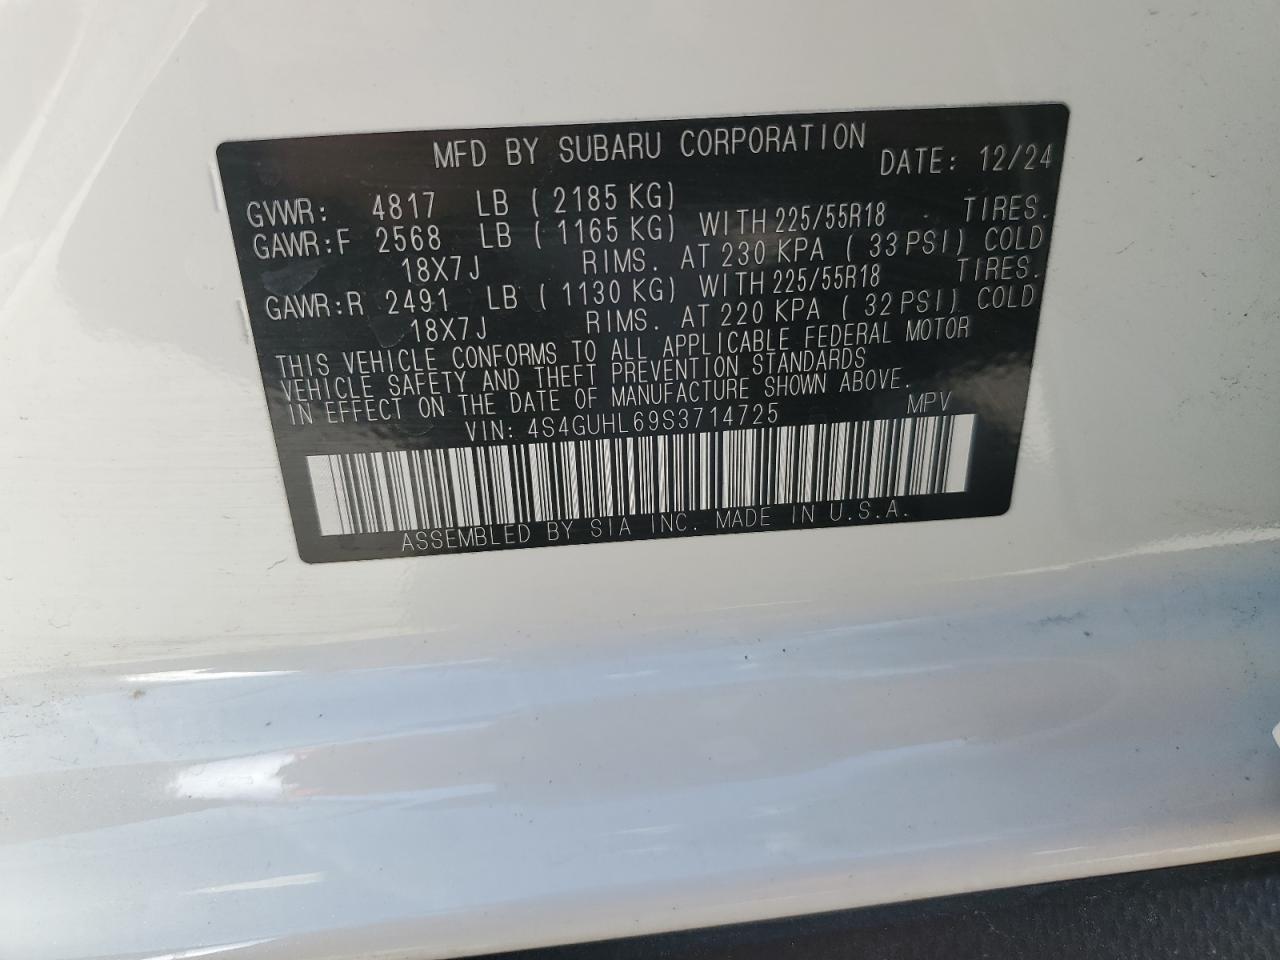 MFD BY SUBARU CORPORATION DATE: 12/24
GVWR: 4817 LB ( 2185 KG)
GAWR:F 2568 LB ( 1165 KG) WITH 225/55R18 TIRES.
18X7J RIMS. AT 230 KPA ( 33 PSI) COLD
GAWR:R 2491 LB ( 1130 KG) WITH 225/55R18 TIRES.
18X7J RIMS. AT 220 KPA ( 32 PSI) COLD
THIS VEHICLE CONFORMS TO ALL APPLICABLE FEDERAL MOTOR
VEHICLE SAFETY AND THEFT PREVENTION STANDARDS
IN EFFECT ON THE DATE OF MANUFACTURE SHOWN ABOVE.
VIN: 4S4GUHL69S3714725 MPV
ASSEMBLED BY SIA INC. MADE IN U.S.A.